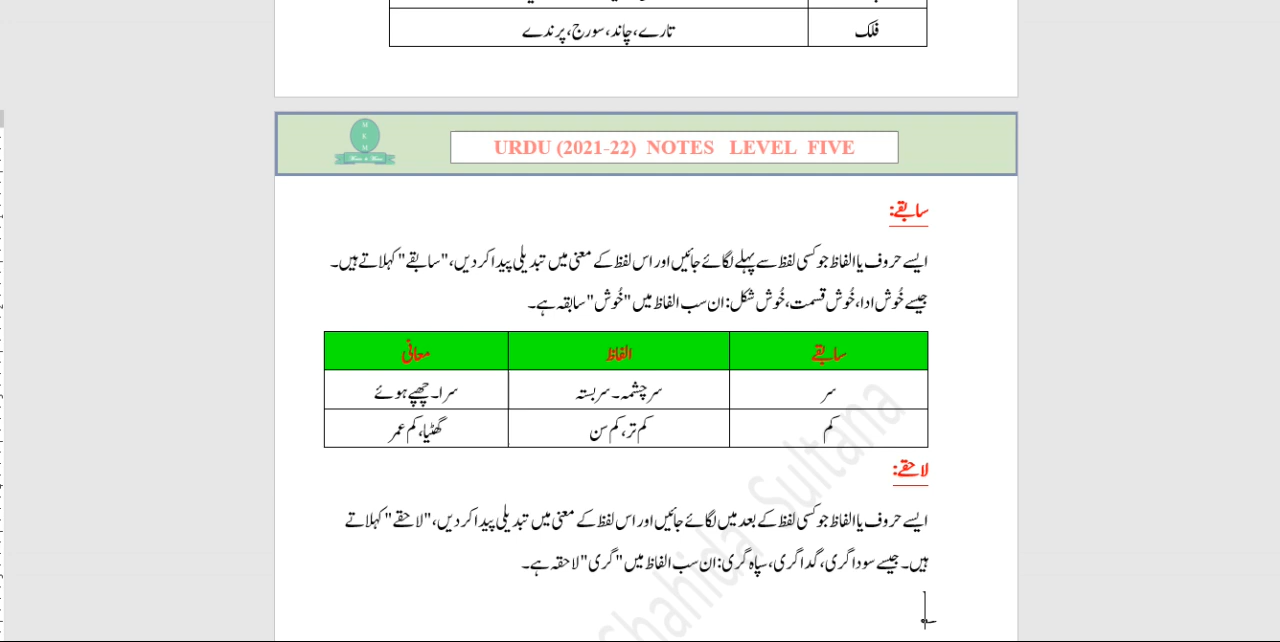 فلک تارے، چاند، سورج، پرندے
M
K
M
URDU (2021-22) NOTES LEVEL FIVE
سابقے:
ایسے حروف یا الفاظ جو کسی لفظ سے پہلے لگائے جائیں اور اس لفظ کے معنی میں تبدیلی پیدا کر دیں، "سابقے" کہلاتے ہیں۔
جیسے خُوش ادا، خُوش قسمت، خُوش شکل: ان سب الفاظ میں "خُوش" سابقہ ہے۔
سابقے الفاظ معانی
سر سرچشمہ۔ سربستہ سرا۔ چھپے ہوئے
کم کم تر، کم سن گھٹیا، کم عمر
لاحقے:
ایسے حروف یا الفاظ جو کسی لفظ کے بعد میں لگائے جائیں اور اس لفظ کے معنی میں تبدیلی پیدا کر دیں، "لاحقے" کہلاتے
ہیں۔ جیسے سوداگری، گداگری، سپاہ گری: ان سب الفاظ میں "گری" لاحقہ ہے۔
Shahida Sultana